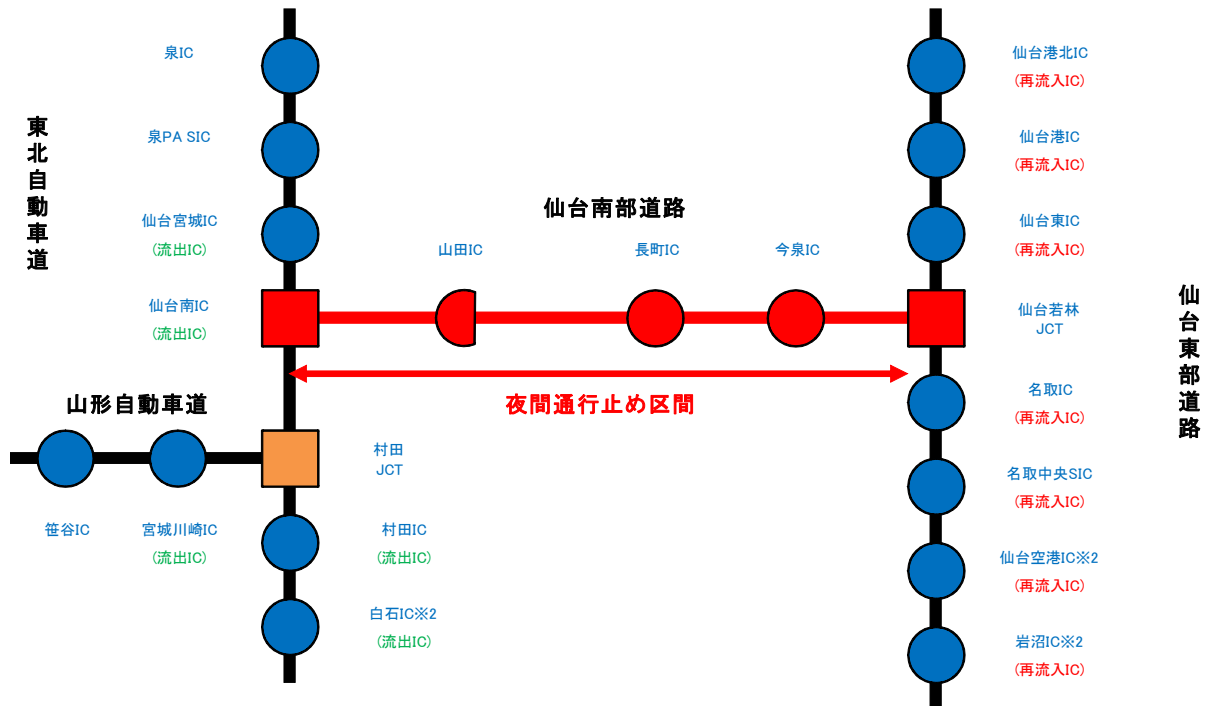 東北自動車道
泉IC
泉PA SIC
仙台宮城IC
(流出IC)
仙台南IC
(流出IC)
仙台南部道路
山田IC
長町IC
今泉IC
夜間通行止め区間
山形自動車道
笹谷IC
宮城川崎IC
(流出IC)
村田
JCT
村田IC
(流出IC)
白石IC※2
(流出IC)
仙台港北IC
(再流入IC)
仙台港IC
(再流入IC)
仙台東IC
(再流入IC)
仙台若林
JCT
名取IC
(再流入IC)
名取中央SIC
(再流入IC)
仙台空港IC※2
(再流入IC)
岩沼IC※2
(再流入IC)
仙台東部道路